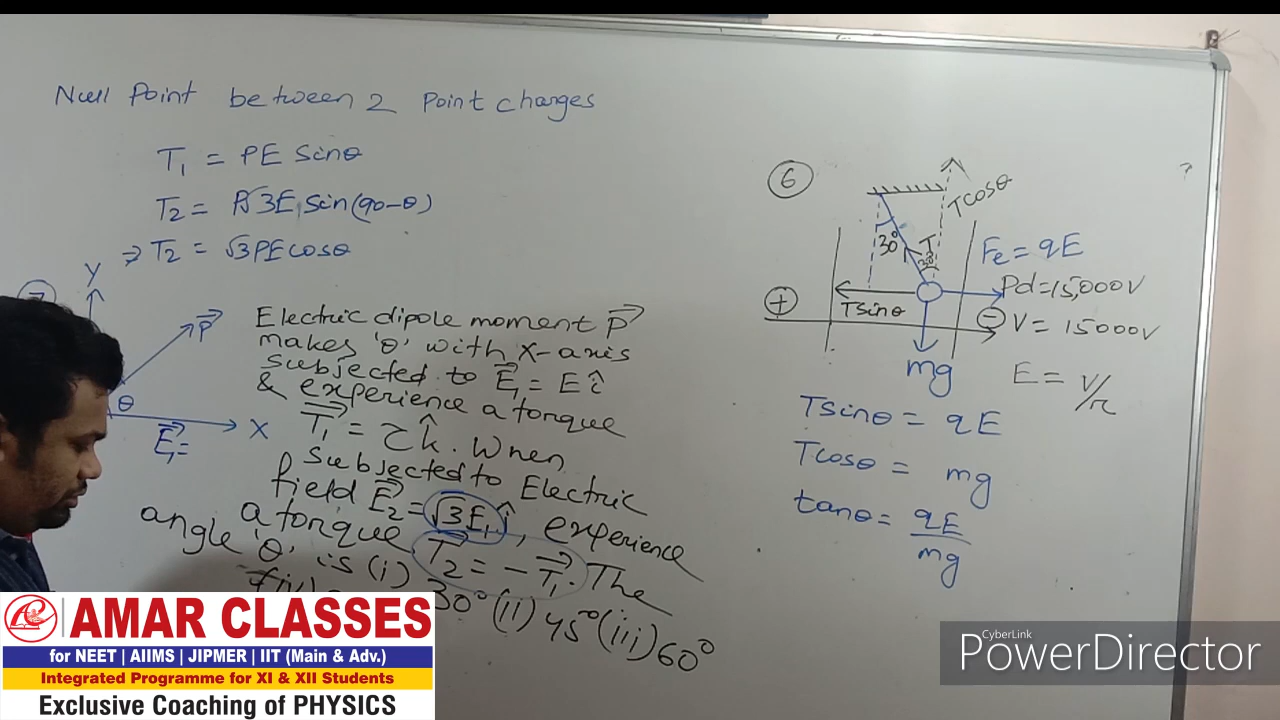 Null Point between 2 Point charges
T₁ = PE sinθ
T₂ = P√3E₁ sin(90-θ)
⇒ T₂ = √3PE cosθ
7
Y
P⃗
θ
X
E⃗₁=
Electric dipole moment P⃗
makes 'θ' with X-axis
subjected to E⃗₁ = E î
& experience a torque
T⃗₁ = τ k̂. When
subjected to Electric
field E⃗₂ = √3E₁ ĵ, experience
a torque T⃗₂ = -T⃗₁. The
angle 'θ' is (i) 30° (ii) 45° (iii) 60°
6
Tcosθ
30°
T
30°
Fe = qE
Pd=15,000V
Tsinθ
+
-
V = 15000V
mg
E = V/r
Tsinθ = qE
Tcosθ = mg
tanθ = qE/mg
?
AMAR CLASSES
for NEET | AIIMS | JIPMER | IIT (Main & Adv.)
Integrated Programme for XI & XII Students
Exclusive Coaching of PHYSICS
CyberLink
PowerDirector